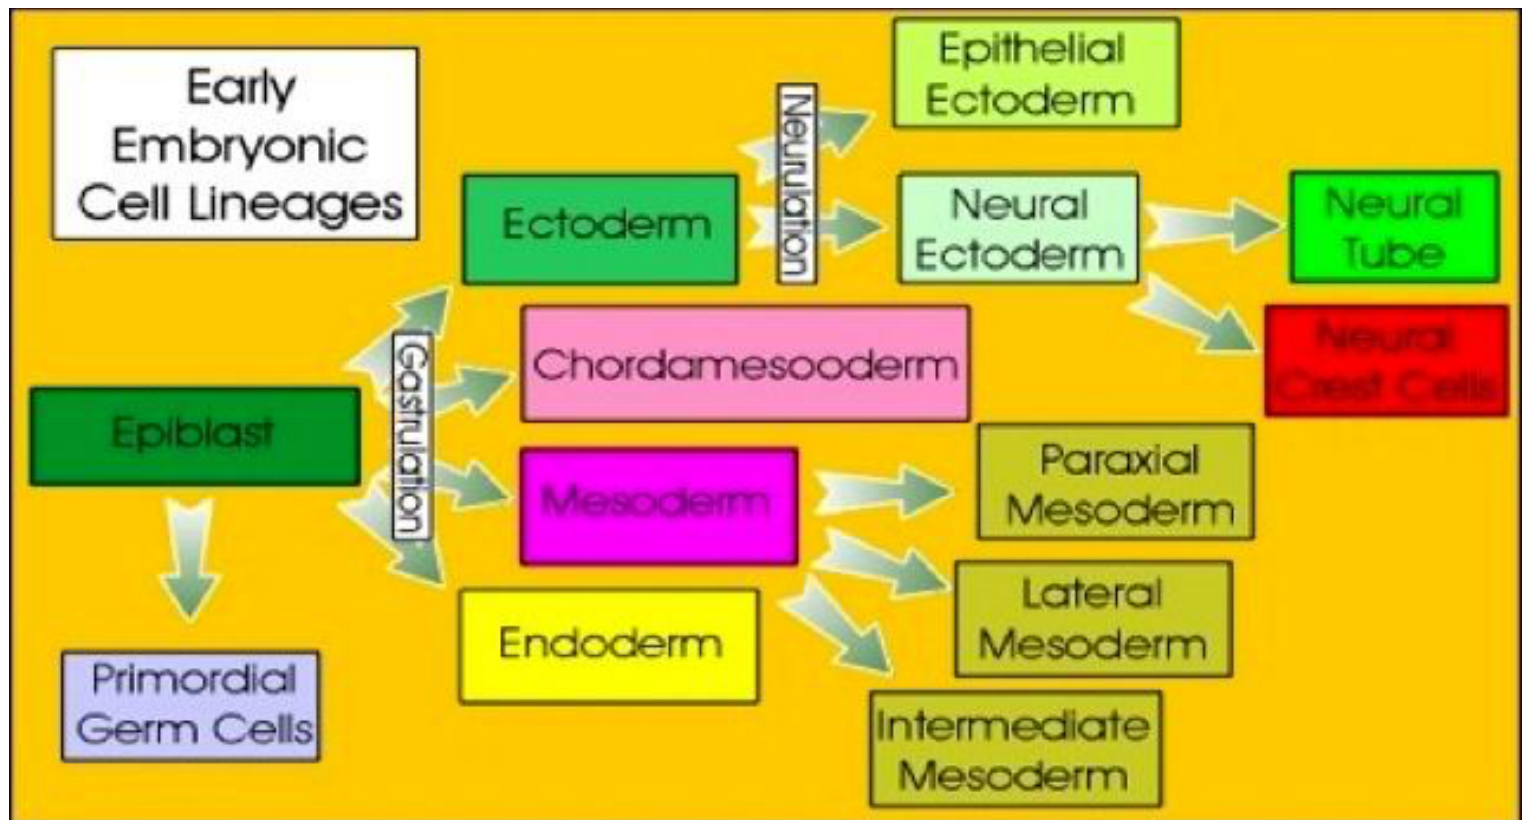 Early
Embryonic
Cell Lineages
Epithelial
Ectoderm
Neurulation
Ectoderm
Neural
Ectoderm
Neural
Tube
Neural
Crest Cells
Gastrulation
Chordamesooderm
Epiblast
Mesoderm
Paraxial
Mesoderm
Lateral
Mesoderm
Endoderm
Intermediate
Mesoderm
Primordial
Germ Cells